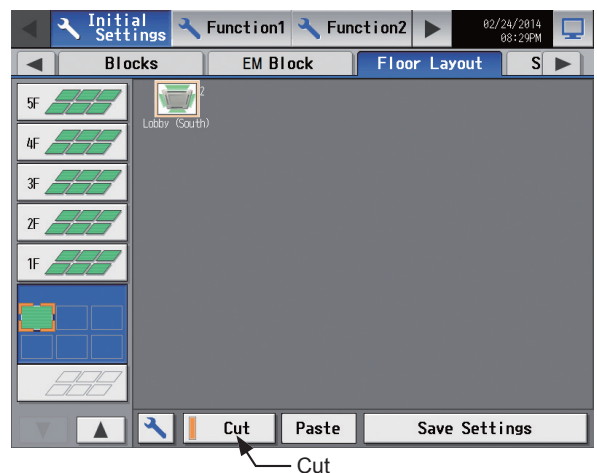 Initial Settings
Function1
Function2
02/24/2014
08:29PM
Blocks
EM Block
Floor Layout
S
5F
4F
3F
2F
1F
2
Lobby (South)
Cut
Paste
Save Settings
Cut